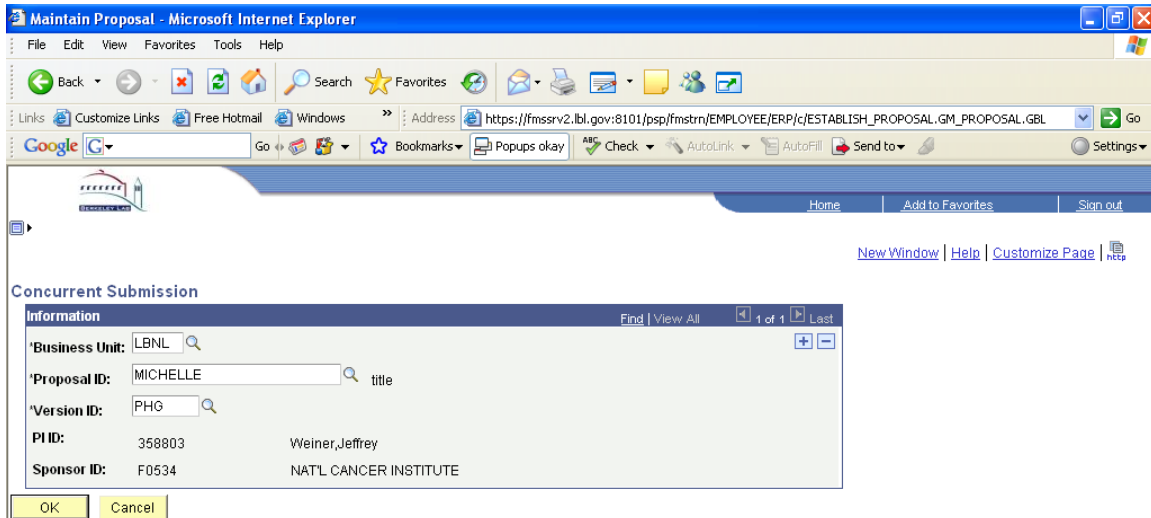 Maintain Proposal - Microsoft Internet Explorer
File Edit View Favorites Tools Help
Back Search Favorites
Links Customize Links Free Hotmail Windows » Address https://fmssrv2.lbl.gov:8101/psp/fmstrn/EMPLOYEE/ERP/c/ESTABLISH_PROPOSAL.GM_PROPOSAL.GBL Go
Google G Go Bookmarks Popups okay ABC Check AutoLink AutoFill Send to Settings
BERKELEY LAB
Home Add to Favorites Sign out
New Window | Help | Customize Page | http
Concurrent Submission
Information Find | View All 1 of 1 Last
*Business Unit: LBNL + -
*Proposal ID: MICHELLE title
*Version ID: PHG
PI ID: 358803 Weiner,Jeffrey
Sponsor ID: F0534 NAT'L CANCER INSTITUTE
OK Cancel